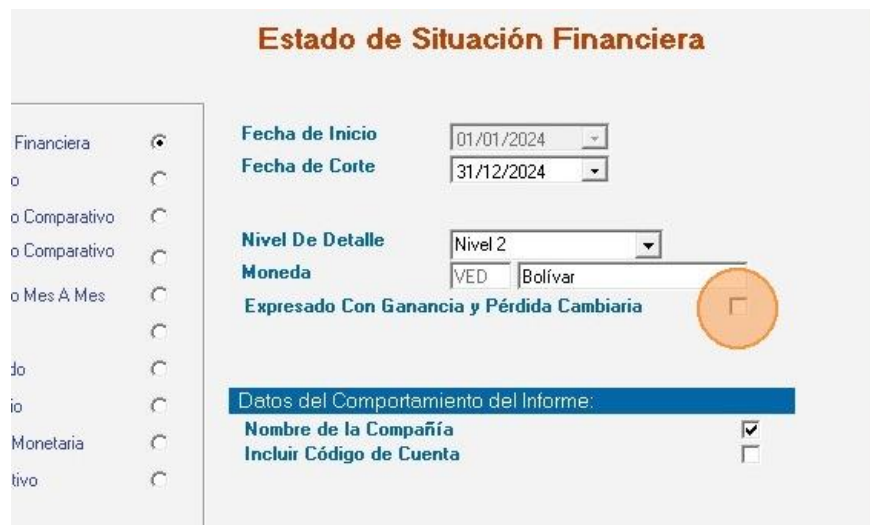 Estado de Situación Financiera
Financiera
o
o Comparativo
o Comparativo
o Mes A Mes
do
io
Monetaria
tivo
Fecha de Inicio 01/01/2024
Fecha de Corte 31/12/2024
Nivel De Detalle Nivel 2
Moneda VED Bolívar
Expresado Con Ganancia y Pérdida Cambiaria
Datos del Comportamiento del Informe:
Nombre de la Compañía
Incluir Código de Cuenta